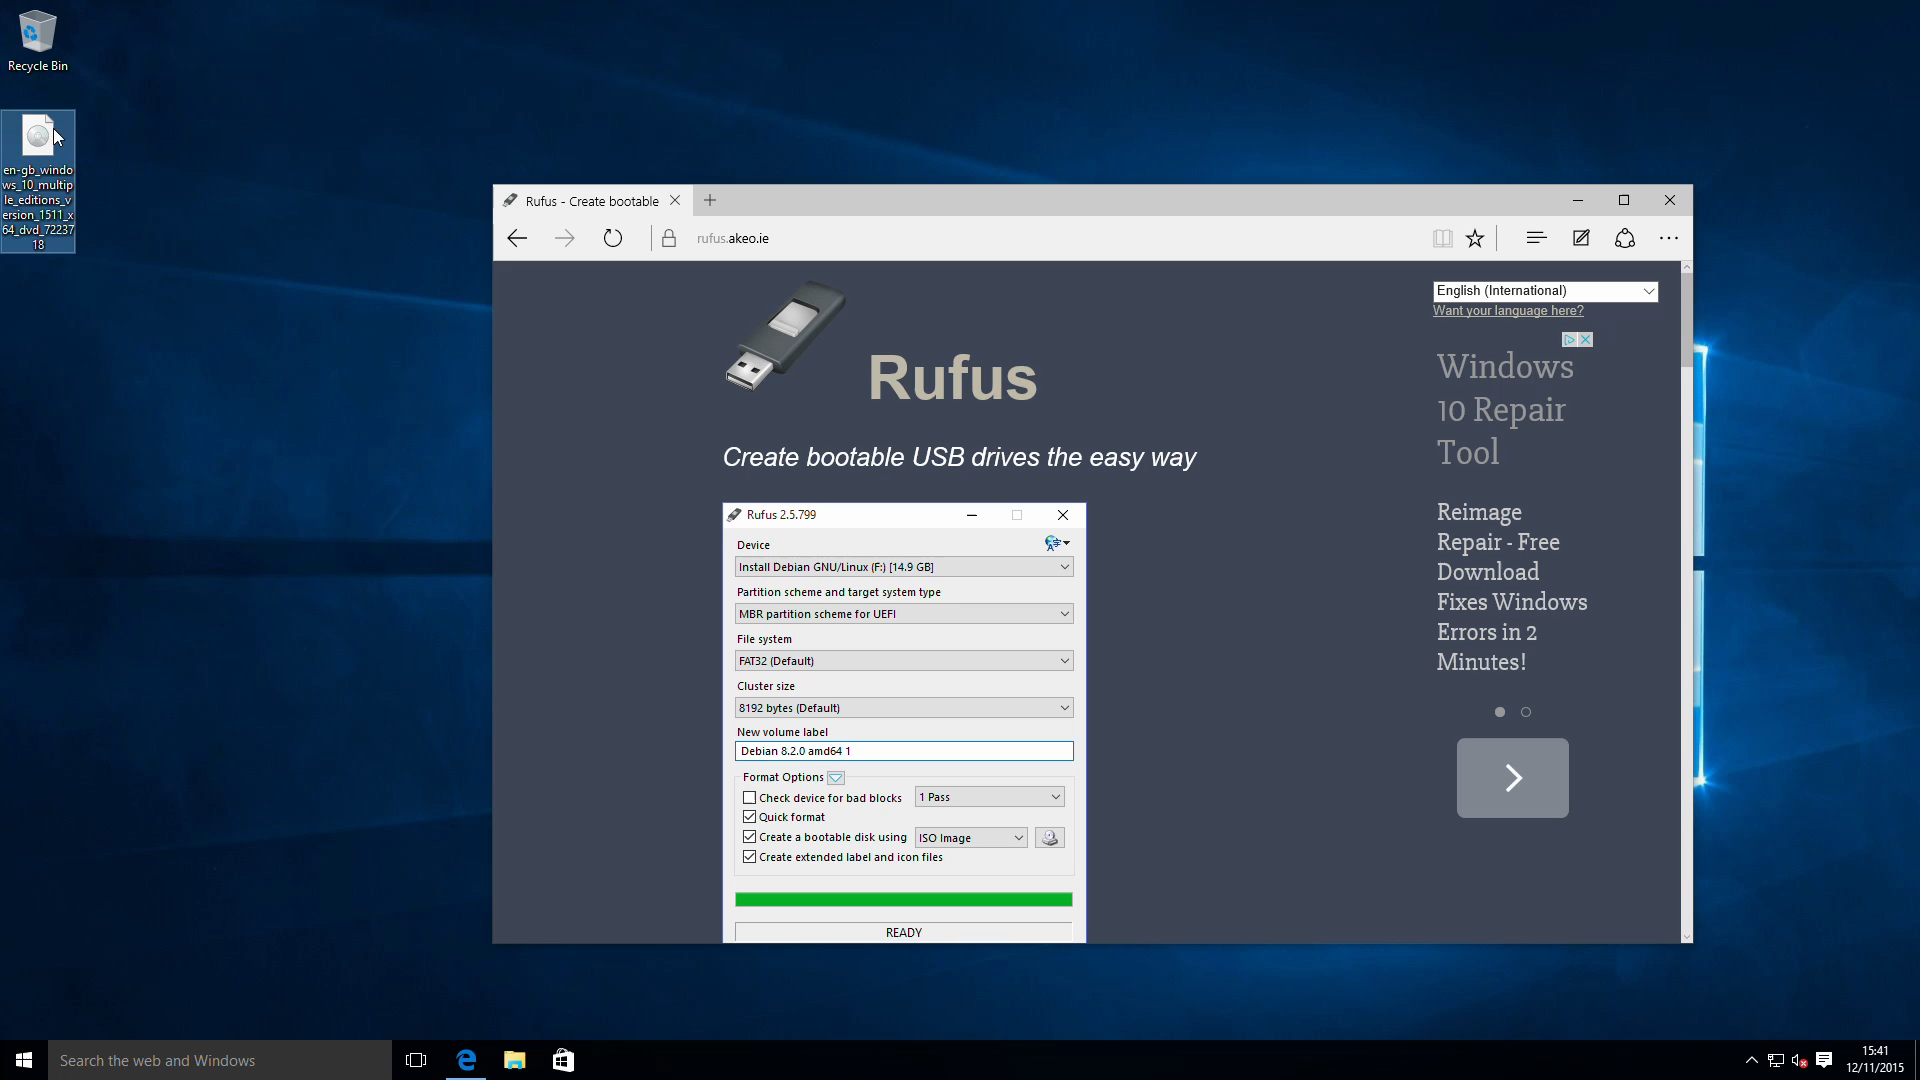 Recycle Bin
en-gb_windo
ws_10_multip
le_editions_v
ersion_1511_x
64_dvd_72237
18
Rufus - Create bootable
rufus.akeo.ie
English (International)
Want your language here?
Rufus
Create bootable USB drives the easy way
Windows
10 Repair
Tool
Reimage
Repair - Free
Download
Fixes Windows
Errors in 2
Minutes!
Rufus 2.5.799
Device
Install Debian GNU/Linux (F:) [14.9 GB]
Partition scheme and target system type
MBR partition scheme for UEFI
File system
FAT32 (Default)
Cluster size
8192 bytes (Default)
New volume label
Debian 8.2.0 amd64 1
Format Options
Check device for bad blocks
1 Pass
Quick format
Create a bootable disk using
ISO Image
Create extended label and icon files
READY
Search the web and Windows
15:41
12/11/2015